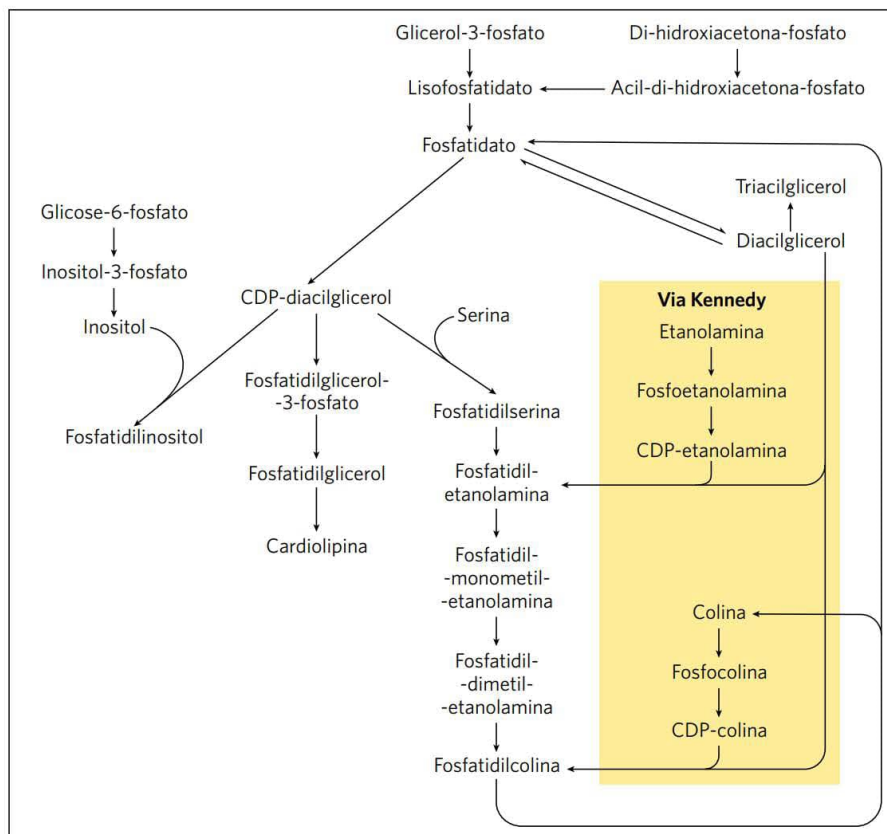 Glicerol-3-fosfato
Di-hidroxiacetona-fosfato
Lisofosfatidato
Acil-di-hidroxiacetona-fosfato
Fosfatidato
Triacilglicerol
Diacilglicerol
Glicose-6-fosfato
Inositol-3-fosfato
Inositol
CDP-diacilglicerol
Serina
Fosfatidilinositol
Fosfatidilglicerol-
-3-fosfato
Fosfatidilglicerol
Cardiolipina
Fosfatidilserina
Fosfatidil-
etanolamina
Fosfatidil-
-monometil-
-etanolamina
Fosfatidil-
-dimetil-
-etanolamina
Fosfatidilcolina
Via Kennedy
Etanolamina
Fosfoetanolamina
CDP-etanolamina
Colina
Fosfocolina
CDP-colina